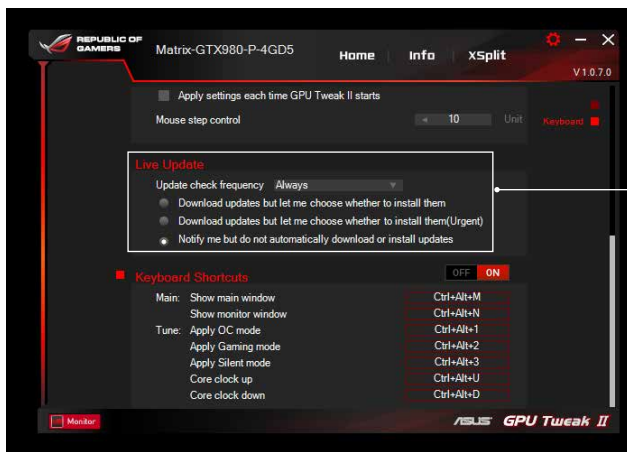 REPUBLIC OF
GAMERS
Matrix-GTX980-P-4GD5
Home
Info
XSplit
V 1.0.7.0
Apply settings each time GPU Tweak II starts
Mouse step control
10
Unit
Keyboard
Live Update
Update check frequency Always
Download updates but let me choose whether to install them
Download updates but let me choose whether to install them(Urgent)
Notify me but do not automatically download or install updates
Keyboard Shortcuts
OFF ON
Main: Show main window Ctrl+Alt+M
Show monitor window Ctrl+Alt+N
Tune: Apply OC mode Ctrl+Alt+1
Apply Gaming mode Ctrl+Alt+2
Apply Silent mode Ctrl+Alt+3
Core clock up Ctrl+Alt+U
Core clock down Ctrl+Alt+D
Monitor
ASUS GPU Tweak II